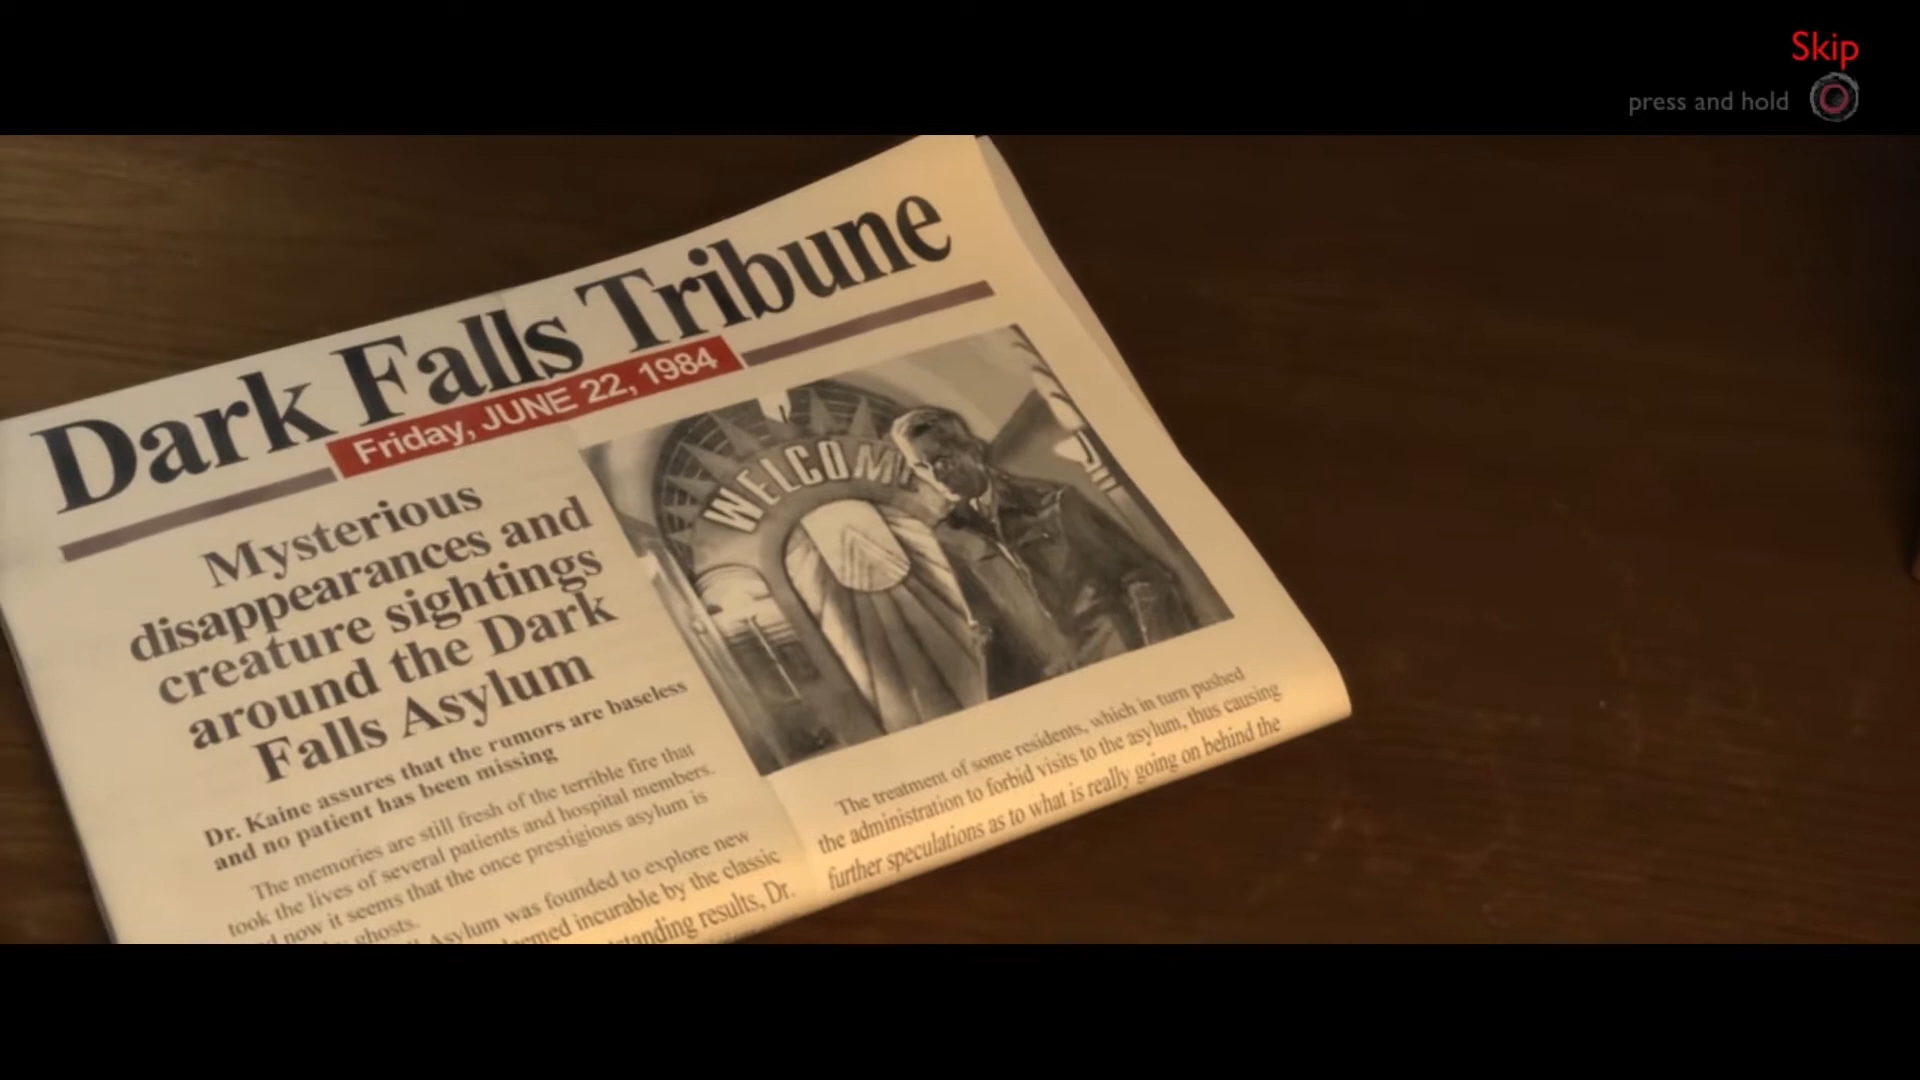 Skip
press and hold
Dark Falls Tribune
Friday, JUNE 22, 1984
Mysterious
disappearances and
creature sightings
around the Dark
Falls Asylum
Dr. Kaine assures that the rumors are baseless
and no patient has been missing
The memories are still fresh of the terrible fire that
took the lives of several patients and hospital members.
now it seems that the once prestigious asylum is
ghosts.
Asylum was founded to explore new
incurable by the classic
results, Dr.
WELCOM
The treatment of some residents, which in turn pushed
the administration to forbid visits to the asylum, thus causing
further speculations as to what is really going on behind the